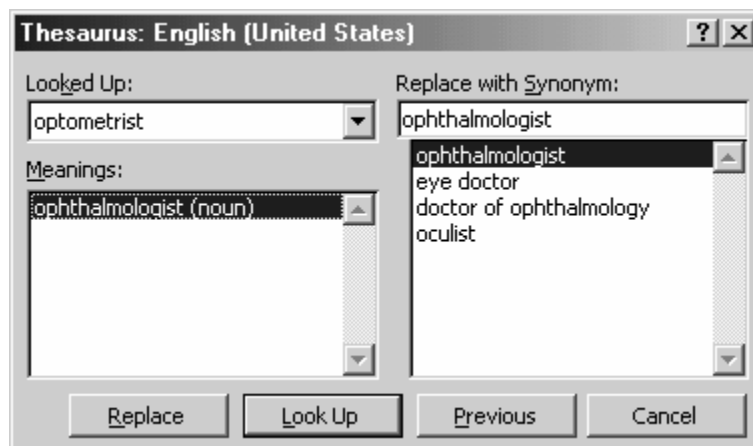 Thesaurus: English (United States)
Looked Up:
optometrist
Meanings:
ophthalmologist (noun)
Replace with Synonym:
ophthalmologist
ophthalmologist
eye doctor
doctor of ophthalmology
oculist
Replace
Look Up
Previous
Cancel